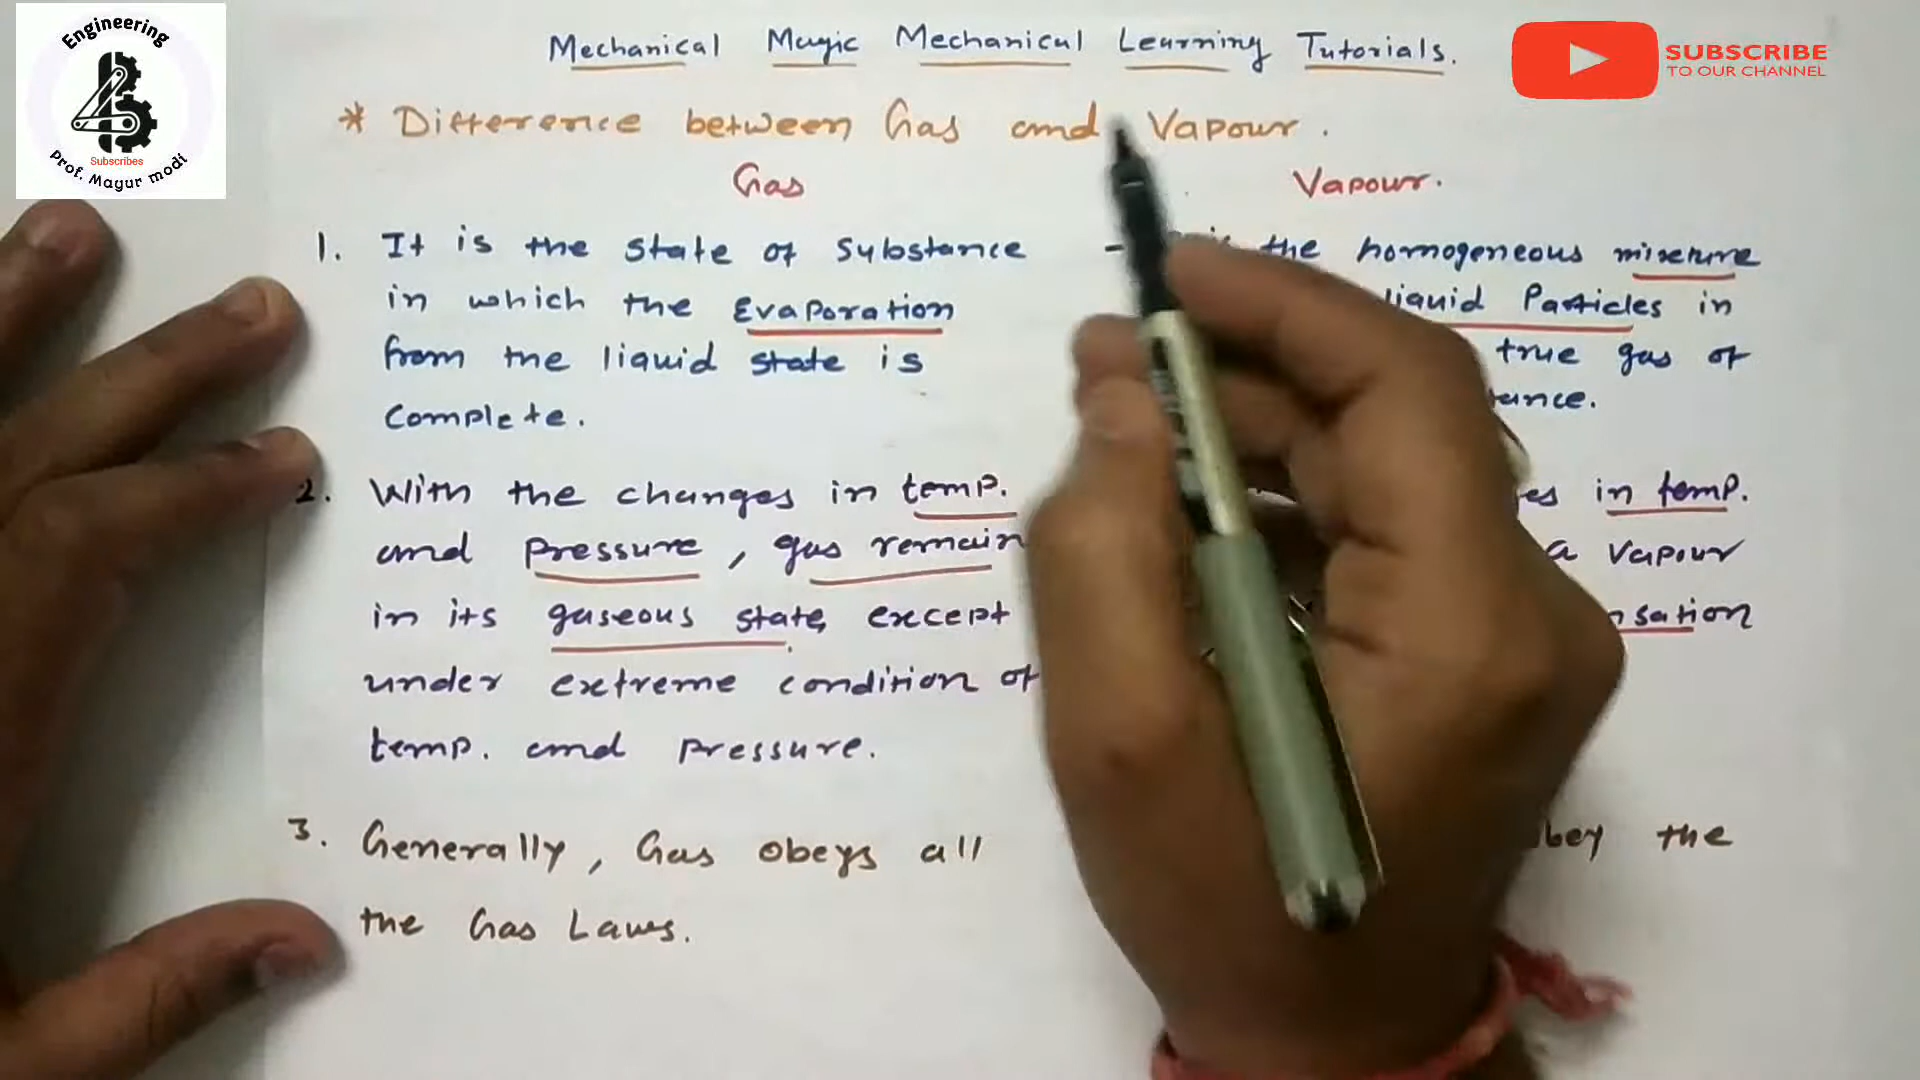 Engineering
Subscribes
Prof. Mayur modi
SUBSCRIBE
TO OUR CHANNEL
Mechanical Magic Mechanical Learning Tutorials.
* Difference between Gas and Vapour.
Gas
Vapour.
1. It is the state of substance
in which the Evaporation
from the liquid state is
complete.
- the homogeneous mixture
liquid Particles in
true gas of
2. With the changes in temp.
and pressure, gas remain
in its gaseous state, except
under extreme condition of
temp. and pressure.
in temp.
a vapour
3. Generally, Gas obeys all
the Gas Laws.
obey the